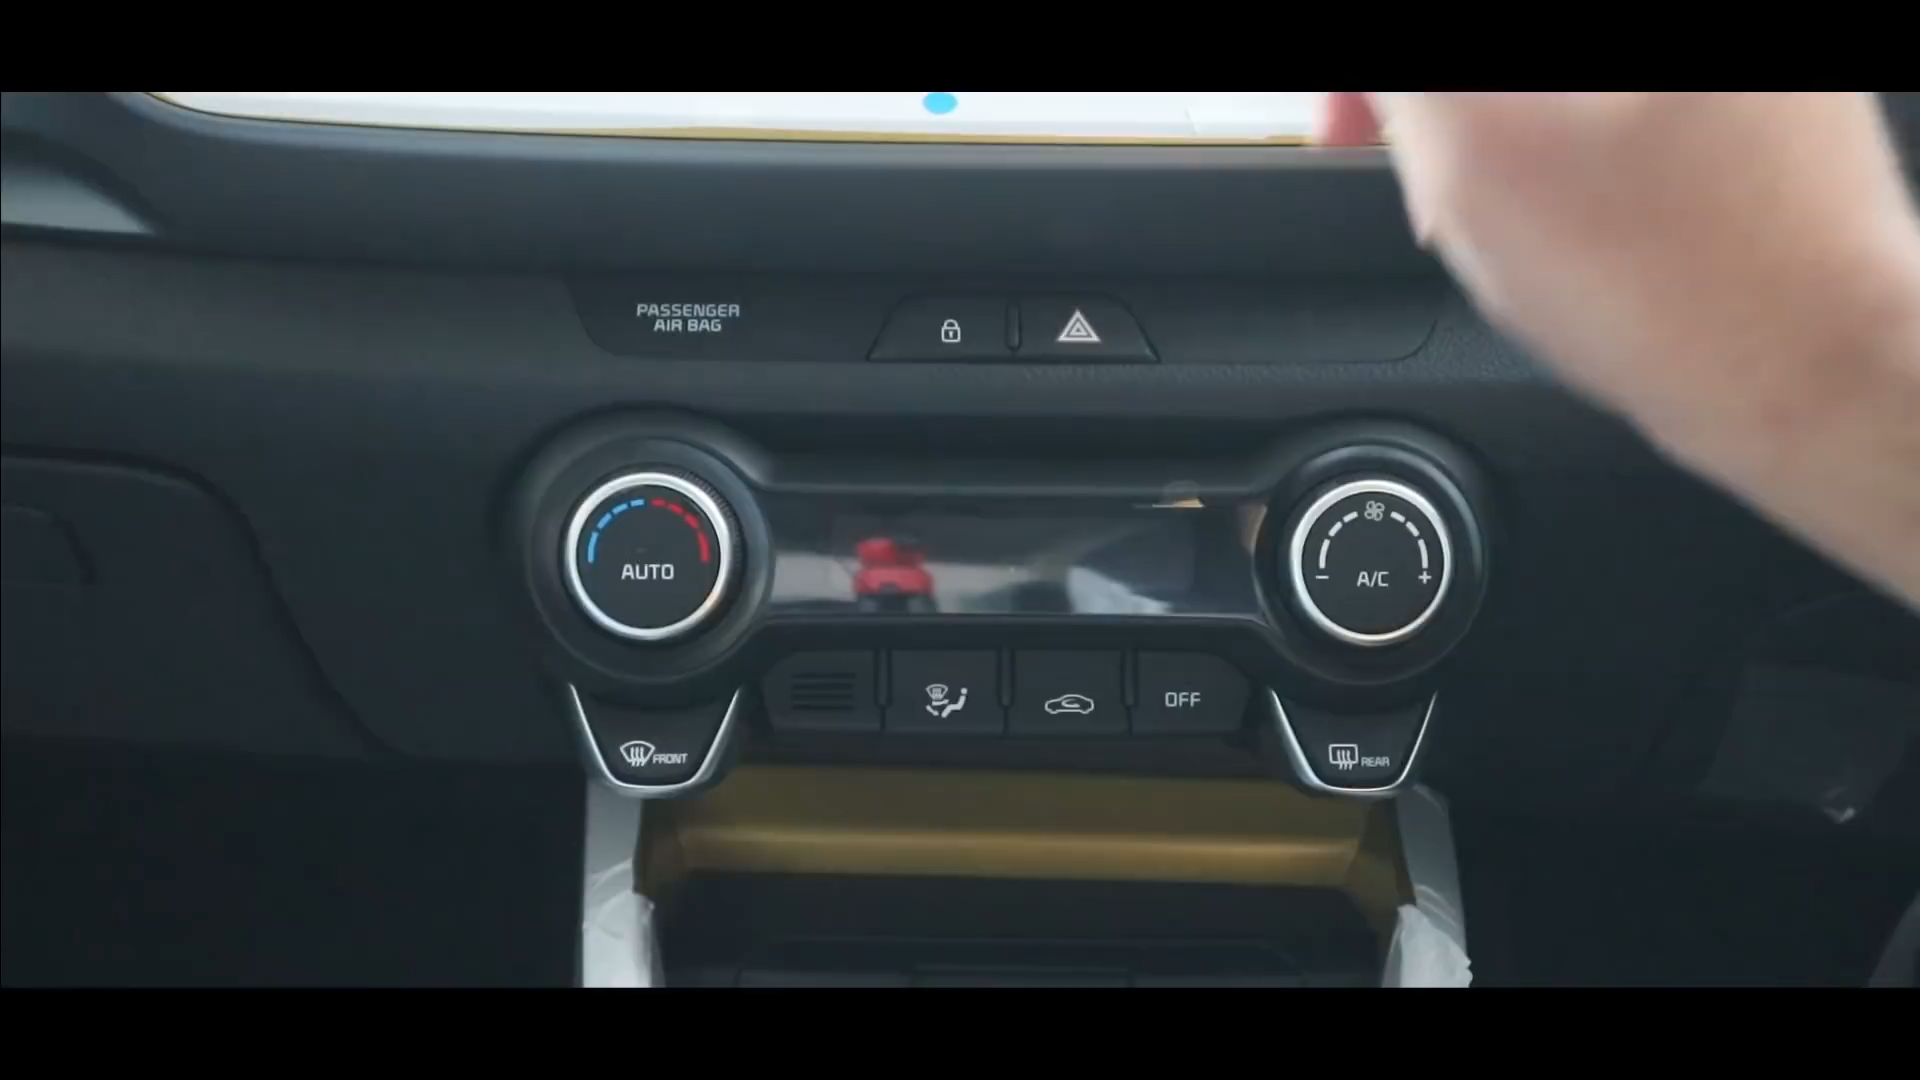 PASSENGER
AIR BAG
AUTO
− A/C +
OFF
FRONT
REAR